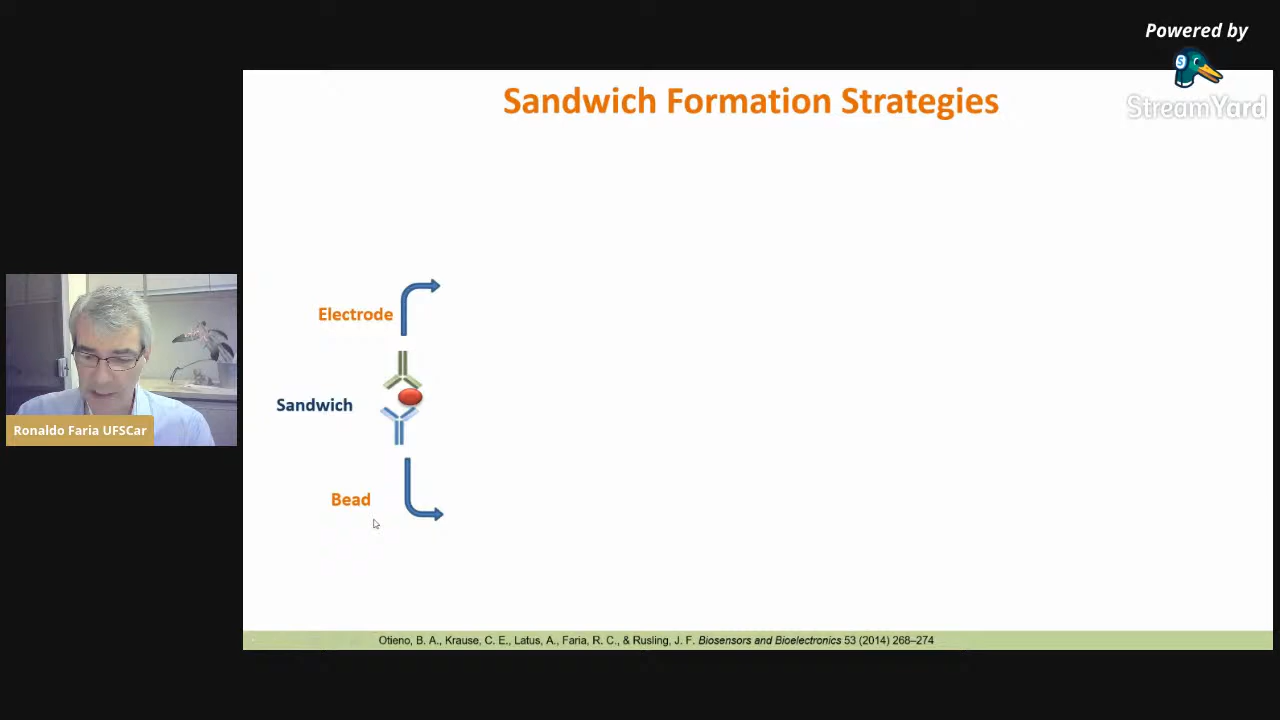 Powered by
StreamYard
Sandwich Formation Strategies
Electrode
Sandwich
Bead
Ronaldo Faria UFSCar
Otieno, B. A., Krause, C. E., Latus, A., Faria, R. C., & Rusling, J. F. Biosensors and Bioelectronics 53 (2014) 268–274